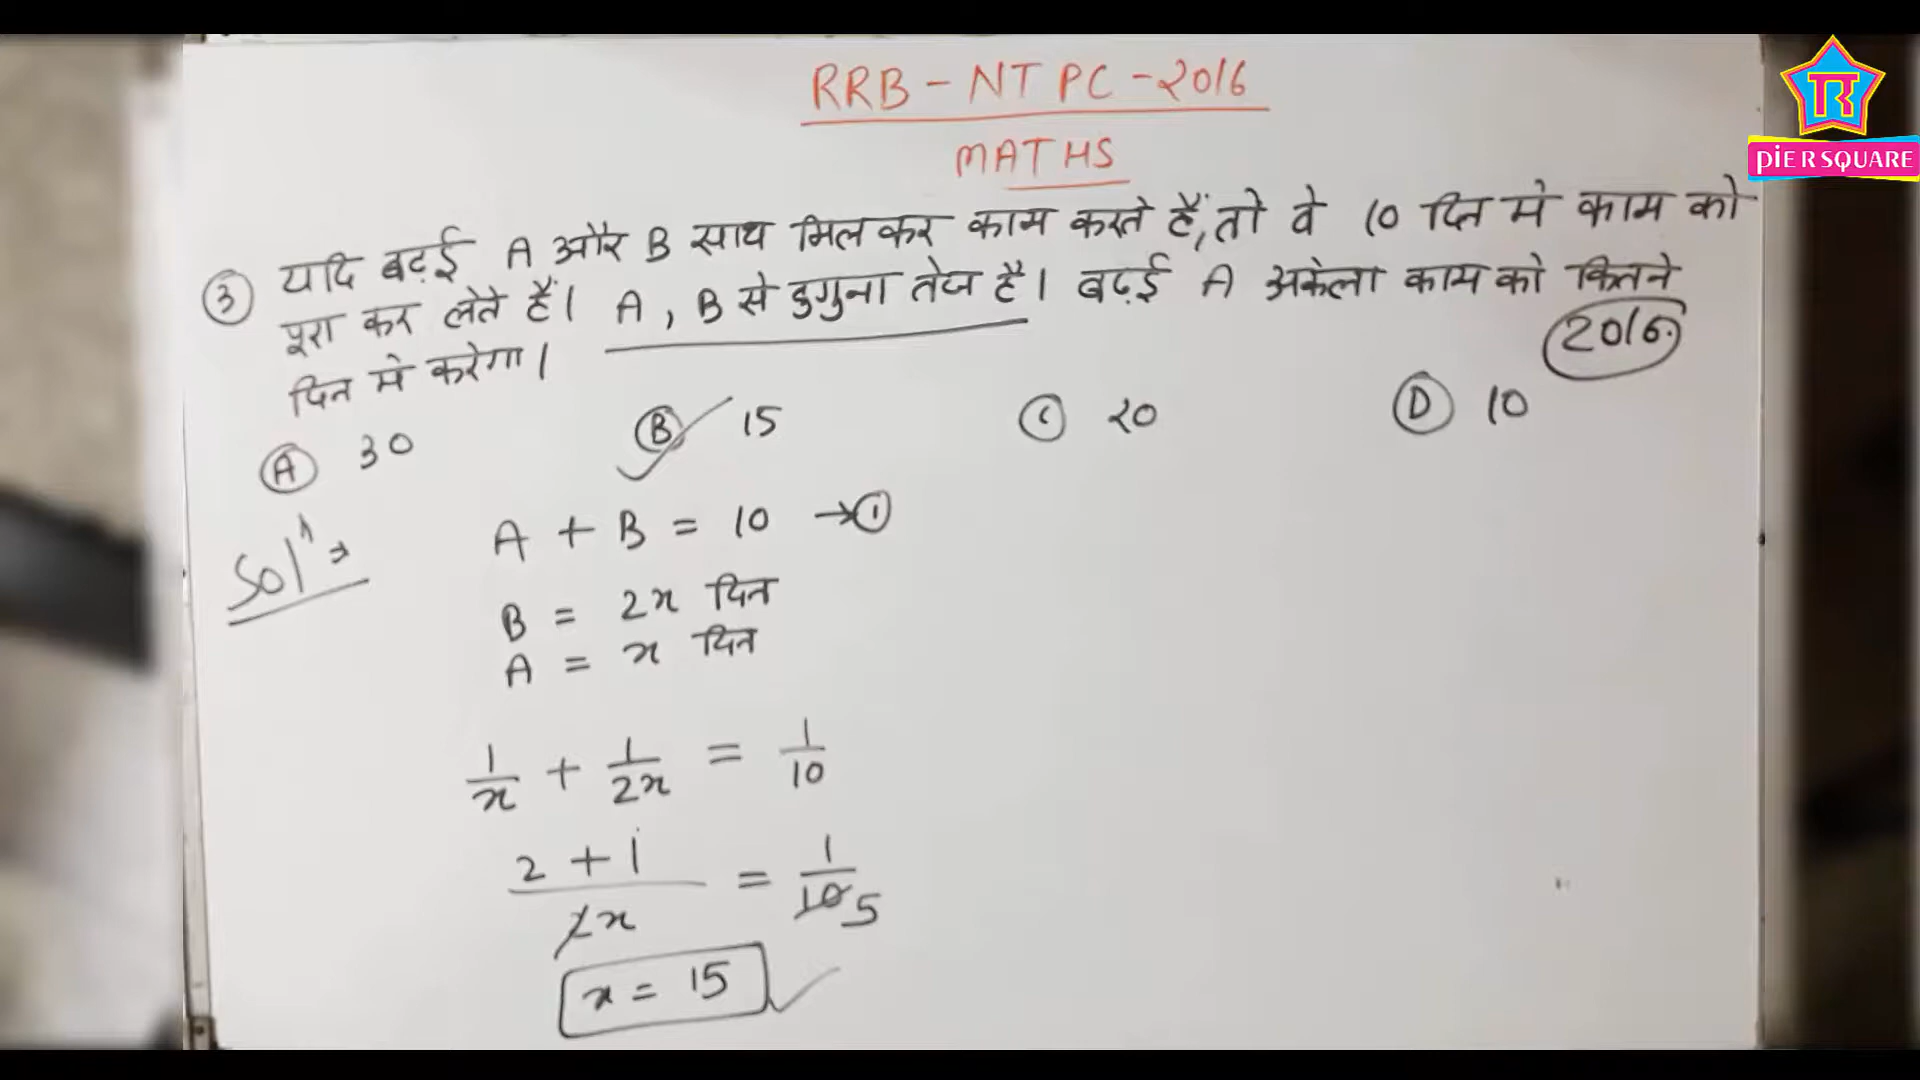 RRB - NTPC - 2016
MATHS
PiE R SQUARE
③ यदि बढ़ई A और B साथ मिलकर काम करते हैं, तो वे 10 दिन मे काम को
पूरा कर लेते हैं। A, B से दुगुना तेज है। बढ़ई A अकेला काम को कितने
दिन मे करेगा।
2016.
Ⓐ 30 Ⓑ 15 Ⓒ 20 Ⓓ 10
Solⁿ ⇒
A + B = 10 → ①
B = 2x दिन
A = x दिन
1/x + 1/2x = 1/10
2 + 1 / 2x = 1/10 5
x = 15